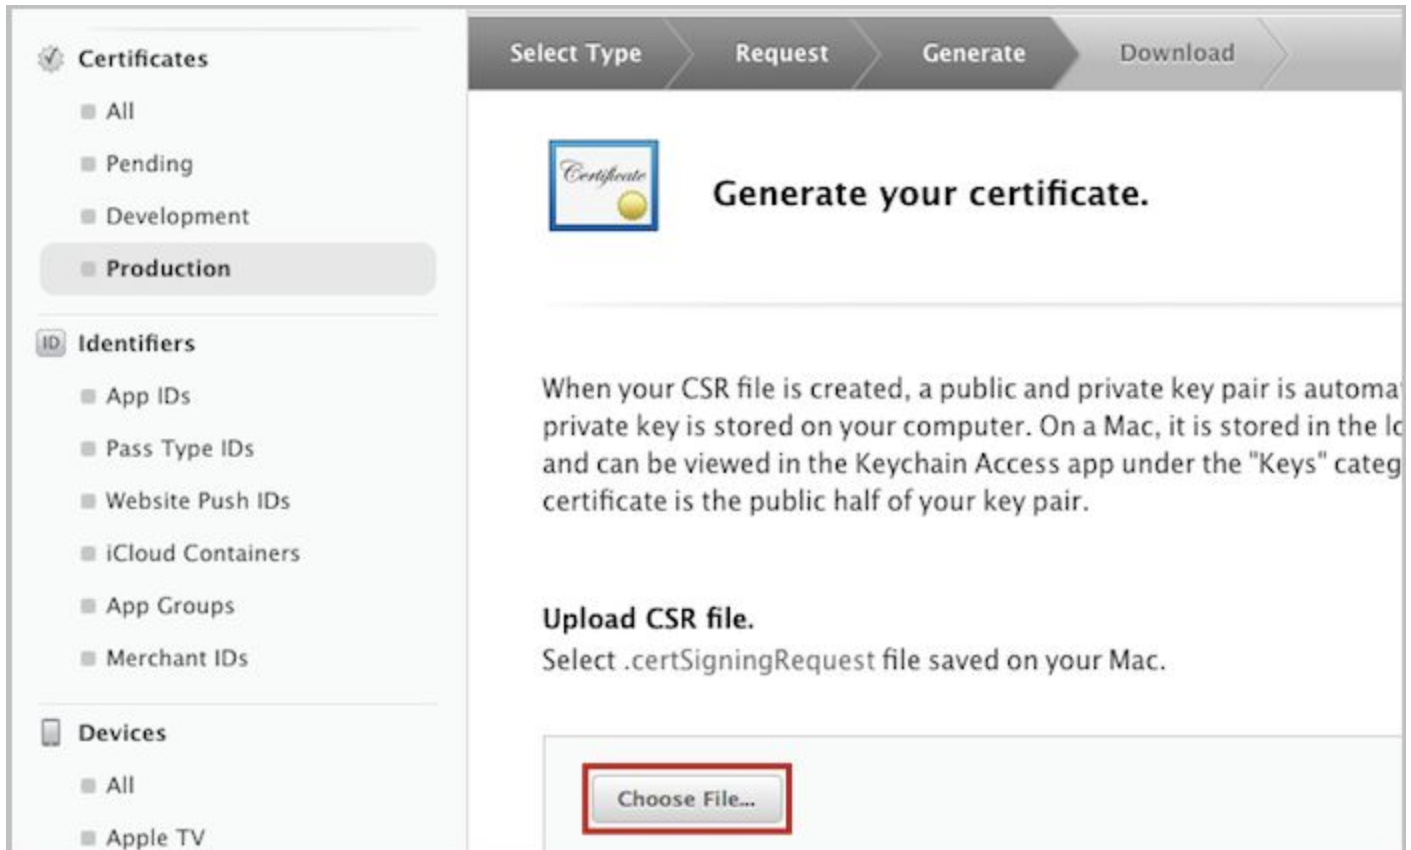 Certificates
All
Pending
Development
Production
ID
Identifiers
App IDs
Pass Type IDs
Website Push IDs
iCloud Containers
App Groups
Merchant IDs
Devices
All
Apple TV
Select Type
Request
Generate
Download
Certificate
Generate your certificate.
When your CSR file is created, a public and private key pair is automa
private key is stored on your computer. On a Mac, it is stored in the lo
and can be viewed in the Keychain Access app under the "Keys" categ
certificate is the public half of your key pair.
Upload CSR file.
Select .certSigningRequest file saved on your Mac.
Choose File...